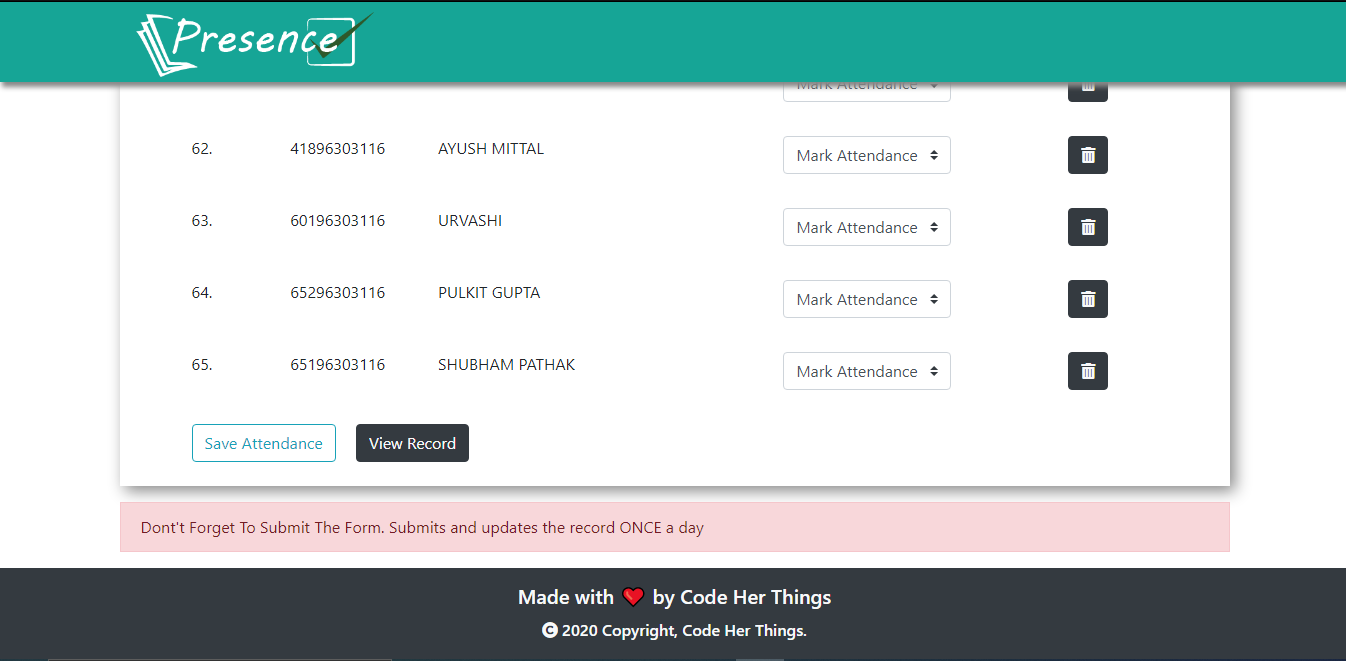 Presence
Mark Attendance
62. 41896303116 AYUSH MITTAL Mark Attendance
63. 60196303116 URVASHI Mark Attendance
64. 65296303116 PULKIT GUPTA Mark Attendance
65. 65196303116 SHUBHAM PATHAK Mark Attendance
Save Attendance View Record
Dont't Forget To Submit The Form. Submits and updates the record ONCE a day
Made with ❤ by Code Her Things
© 2020 Copyright, Code Her Things.